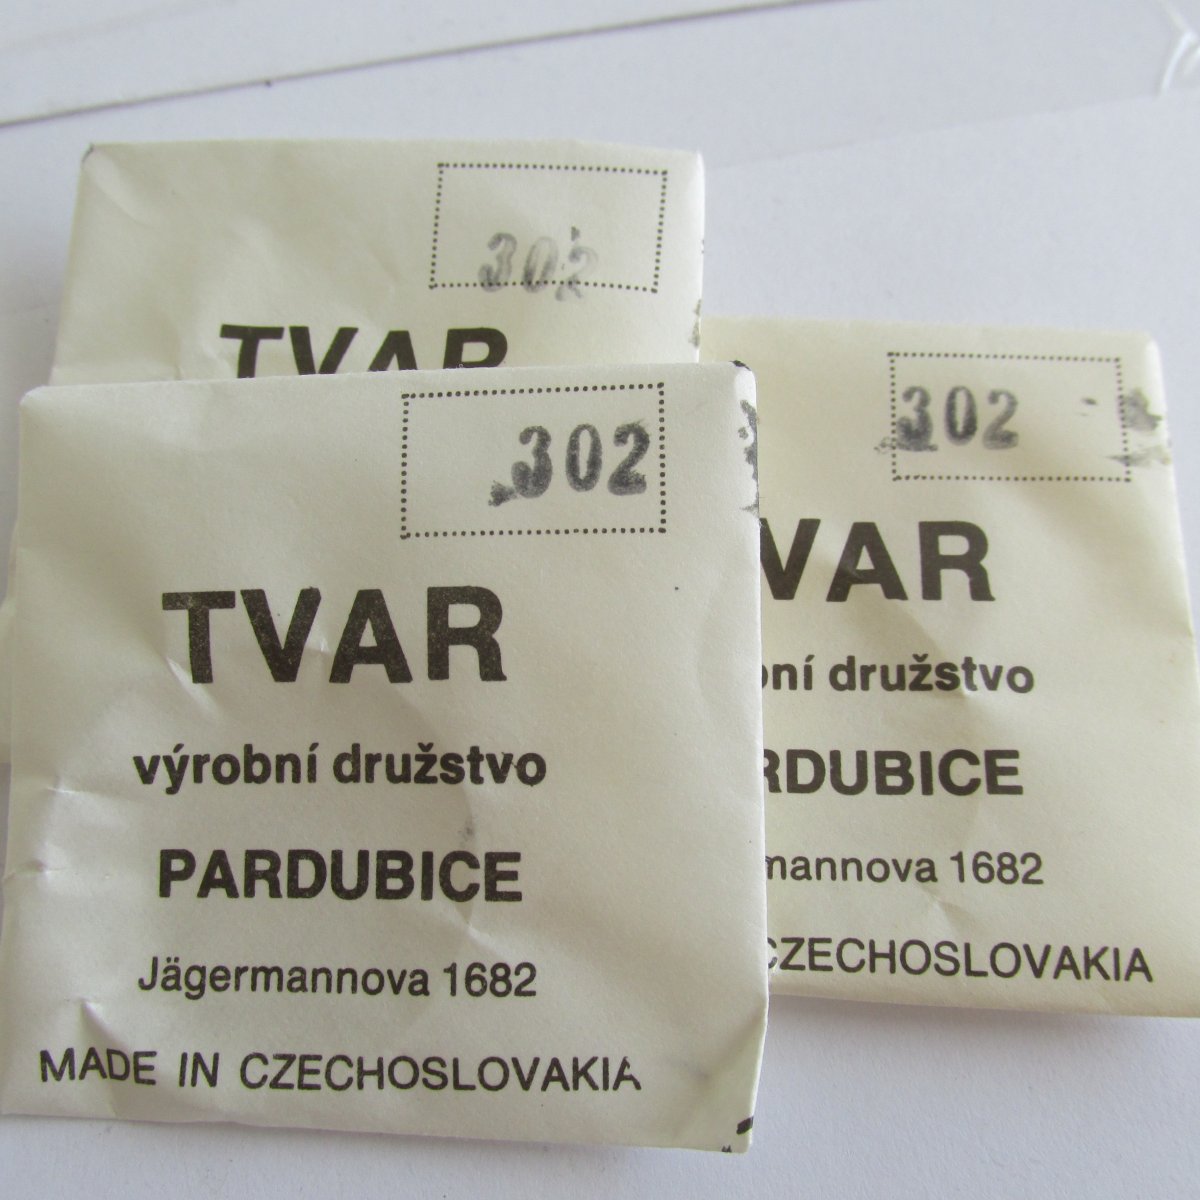 302
TVAR
302
TVAR
výrobní družstvo
PARDUBICE
Jägermannova 1682
MADE IN CZECHOSLOVAKIA
302
VAR
bní družstvo
RDUBICE
mannova 1682
CZECHOSLOVAKIA